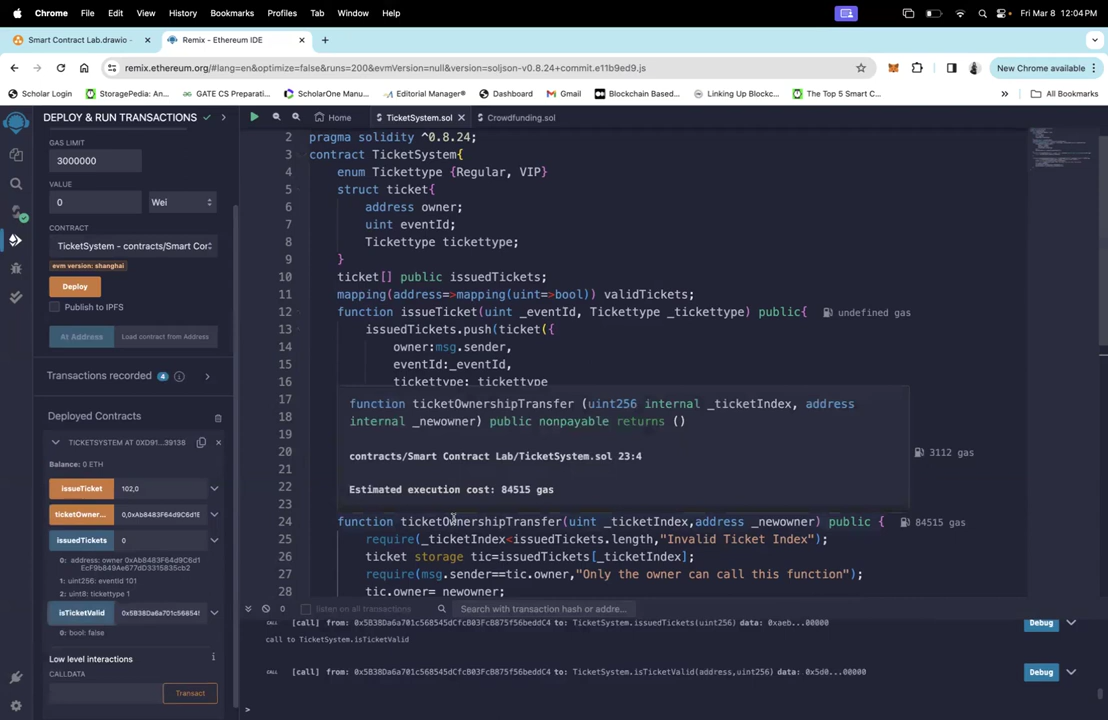 Chrome File Edit View History Bookmarks Profiles Tab Window Help Fri Mar 8 12:04 PM
Smart Contract Lab.drawio - Remix - Ethereum IDE
remix.ethereum.org/#lang=en&optimize=false&runs=200&evmVersion=null&version=soljson-v0.8.24+commit.e11b9ed9.js New Chrome available
Scholar Login StoragePedia: An... GATE CS Preparati... ScholarOne Manu... Editorial Manager® Dashboard Gmail Blockchain Based... Linking Up Blockc... The Top 5 Smart C... » All Bookmarks
DEPLOY & RUN TRANSACTIONS
GAS LIMIT
3000000
VALUE
0 Wei
CONTRACT
TicketSystem - contracts/Smart Cor
evm version: shanghai
Deploy
Publish to IPFS
At Address Load contract from Address
Transactions recorded 4 i
Deployed Contracts
TICKETSYSTEM AT 0XD91...39138
Balance: 0 ETH
issueTicket 102,0
ticketOwner... 0,0xAb8483F64d9C6d1E
issuedTickets 0
0: address: owner 0xAb8483F64d9C6d1
EcF9b849Ae677dD3315835cb2
1: uint256: eventId 101
2: uint8: tickettype 1
isTicketValid 0x5B38Da6a701c56854!
0: bool: false
Low level interactions i
CALLDATA
Transact
Home TicketSystem.sol Crowdfunding.sol
2 pragma solidity ^0.8.24;
3 contract TicketSystem{
4 enum Tickettype {Regular, VIP}
5 struct ticket{
6 address owner;
7 uint eventId;
8 Tickettype tickettype;
9 }
10 ticket[] public issuedTickets;
11 mapping(address=>mapping(uint=>bool)) validTickets;
12 function issueTicket(uint _eventId, Tickettype _tickettype) public{ undefined gas
13 issuedTickets.push(ticket({
14 owner:msg.sender,
15 eventId:_eventId,
16 tickettype:_tickettype
17
18
19
20 3112 gas
21
22
23
function ticketOwnershipTransfer (uint256 internal _ticketIndex, address
internal _newowner) public nonpayable returns ()
contracts/Smart Contract Lab/TicketSystem.sol 23:4
Estimated execution cost: 84515 gas
24 function ticketOwnershipTransfer(uint _ticketIndex,address _newowner) public { 84515 gas
25 require(_ticketIndex<issuedTickets.length,"Invalid Ticket Index");
26 ticket storage tic=issuedTickets[_ticketIndex];
27 require(msg.sender==tic.owner,"Only the owner can call this function");
28 tic.owner=_newowner;
0 listen on all transactions Search with transaction hash or addre...
CALL [call] from: 0x5B38Da6a701c568545dCfcB03FcB875f56beddC4 to: TicketSystem.issuedTickets(uint256) data: 0xaeb...00000 Debug
call to TicketSystem.isTicketValid
CALL [call] from: 0x5B38Da6a701c568545dCfcB03FcB875f56beddC4 to: TicketSystem.isTicketValid(address,uint256) data: 0x5d0...00000 Debug
>